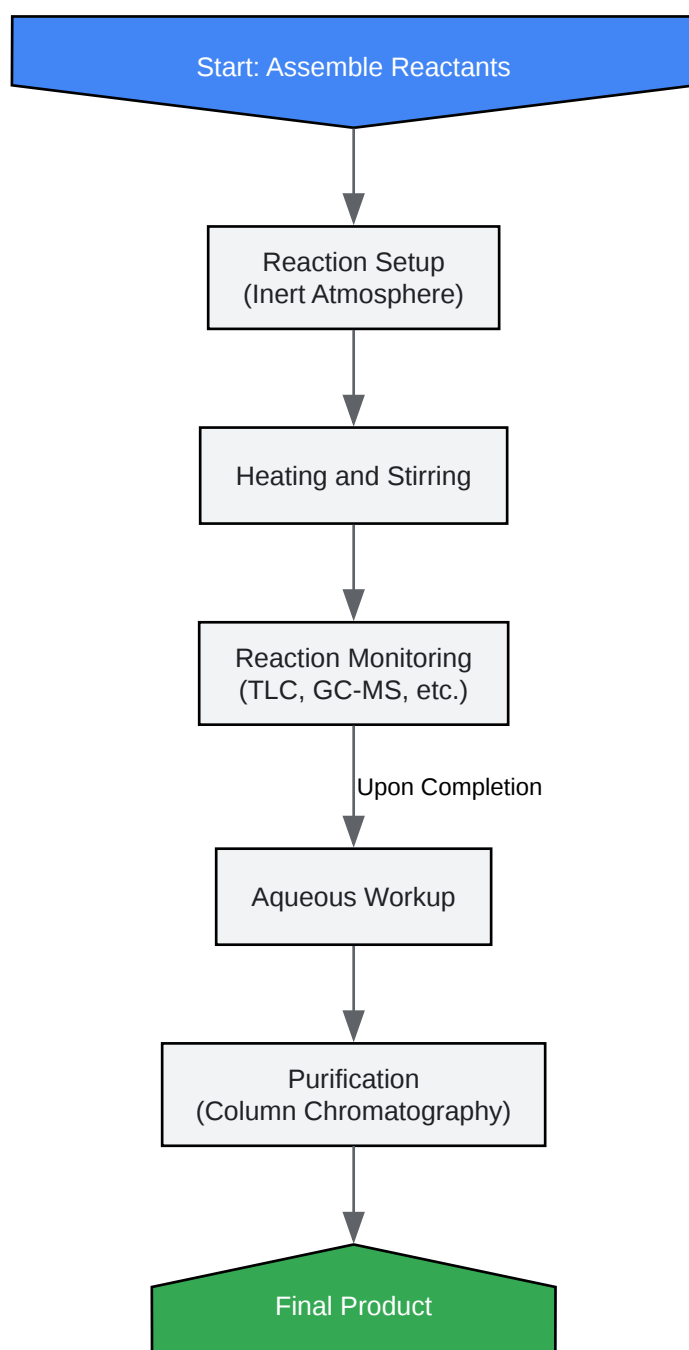 Start: Assemble Reactants
Reaction Setup
(Inert Atmosphere)
Heating and Stirring
Reaction Monitoring
(TLC, GC-MS, etc.)
Upon Completion
Aqueous Workup
Purification
(Column Chromatography)
Final Product